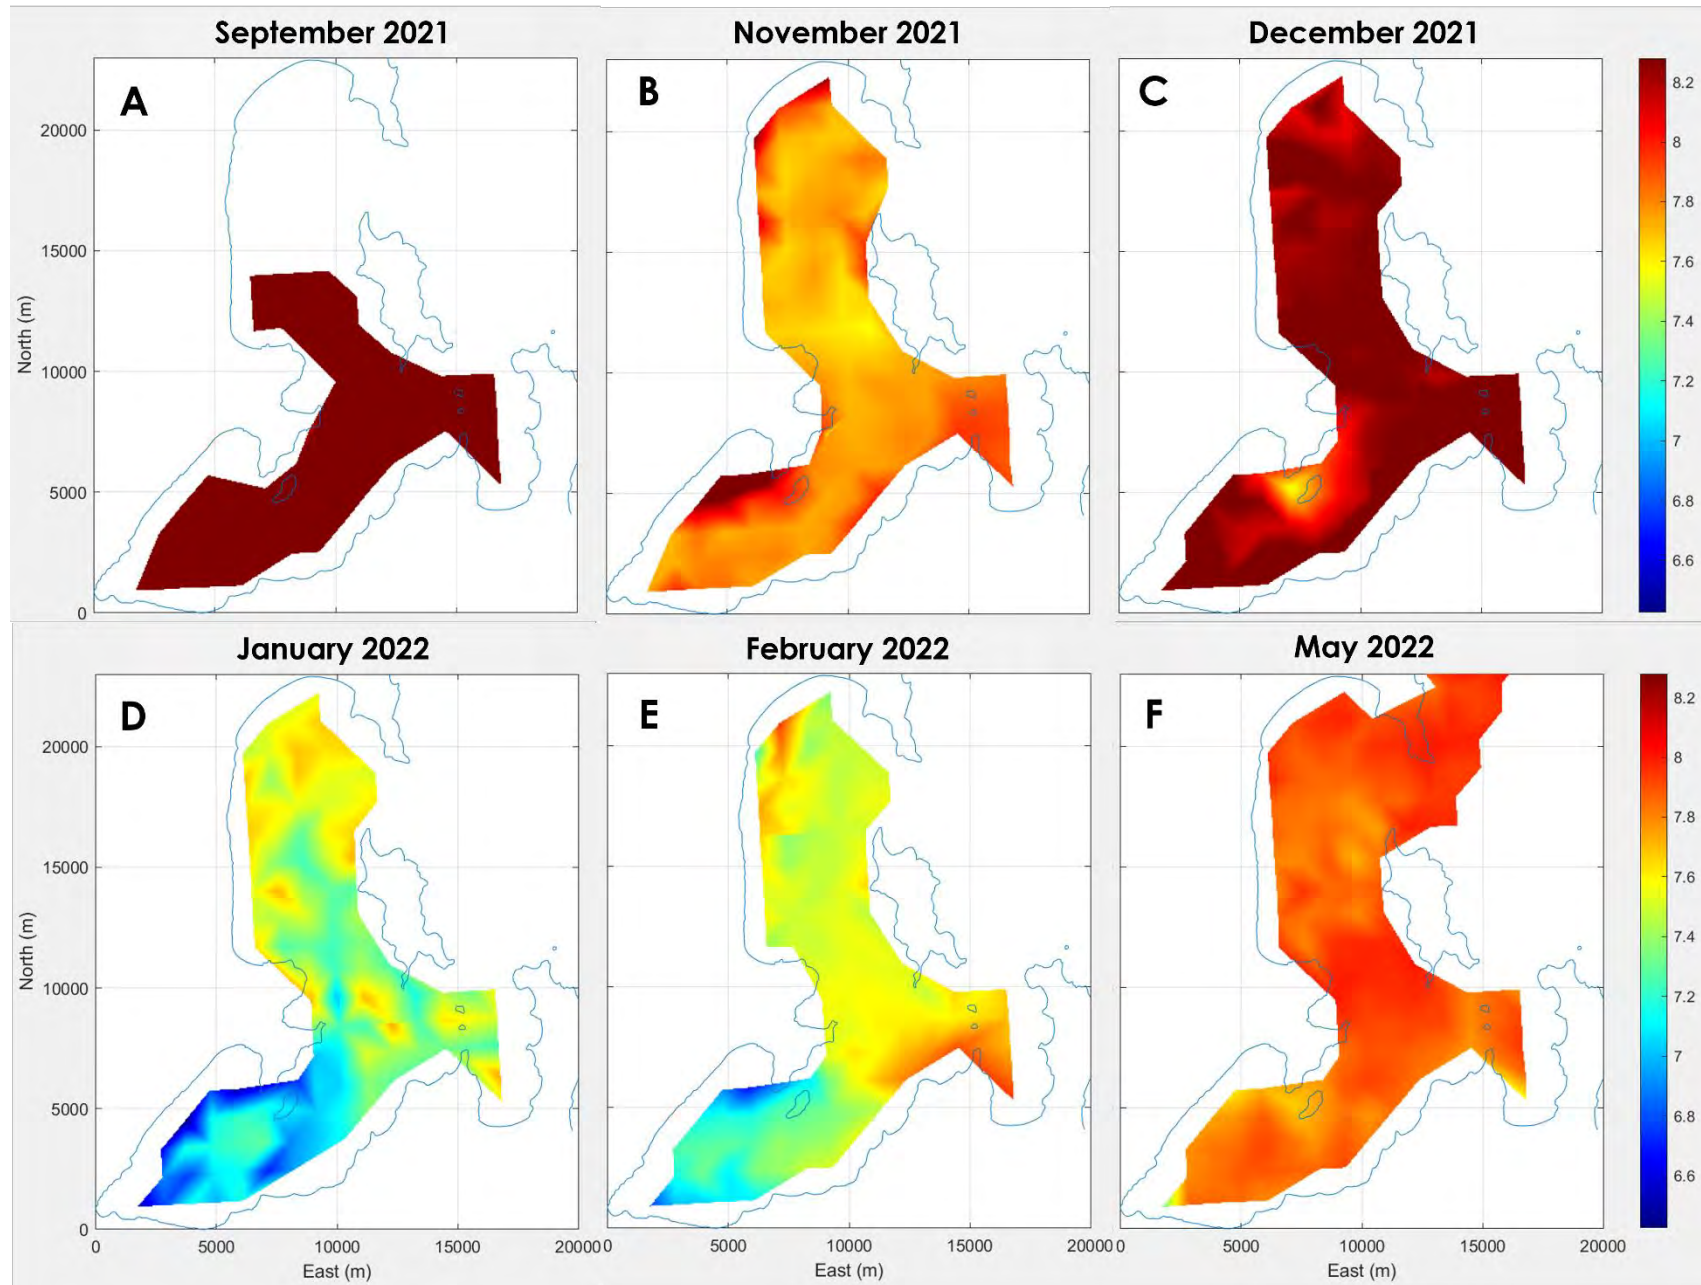 September 2021
November 2021
December 2021
A
B
C
8.2
8
7.8
7.6
7.4
7.2
7
6.8
6.6
20000
15000
10000
5000
0
North (m)
January 2022
February 2022
May 2022
D
E
F
8.2
8
7.8
7.6
7.4
7.2
7
6.8
6.6
20000
15000
10000
5000
0
North (m)
0 5000 10000 15000 20000
0 5000 10000 15000 20000
0 5000 10000 15000 20000
East (m)
East (m)
East (m)